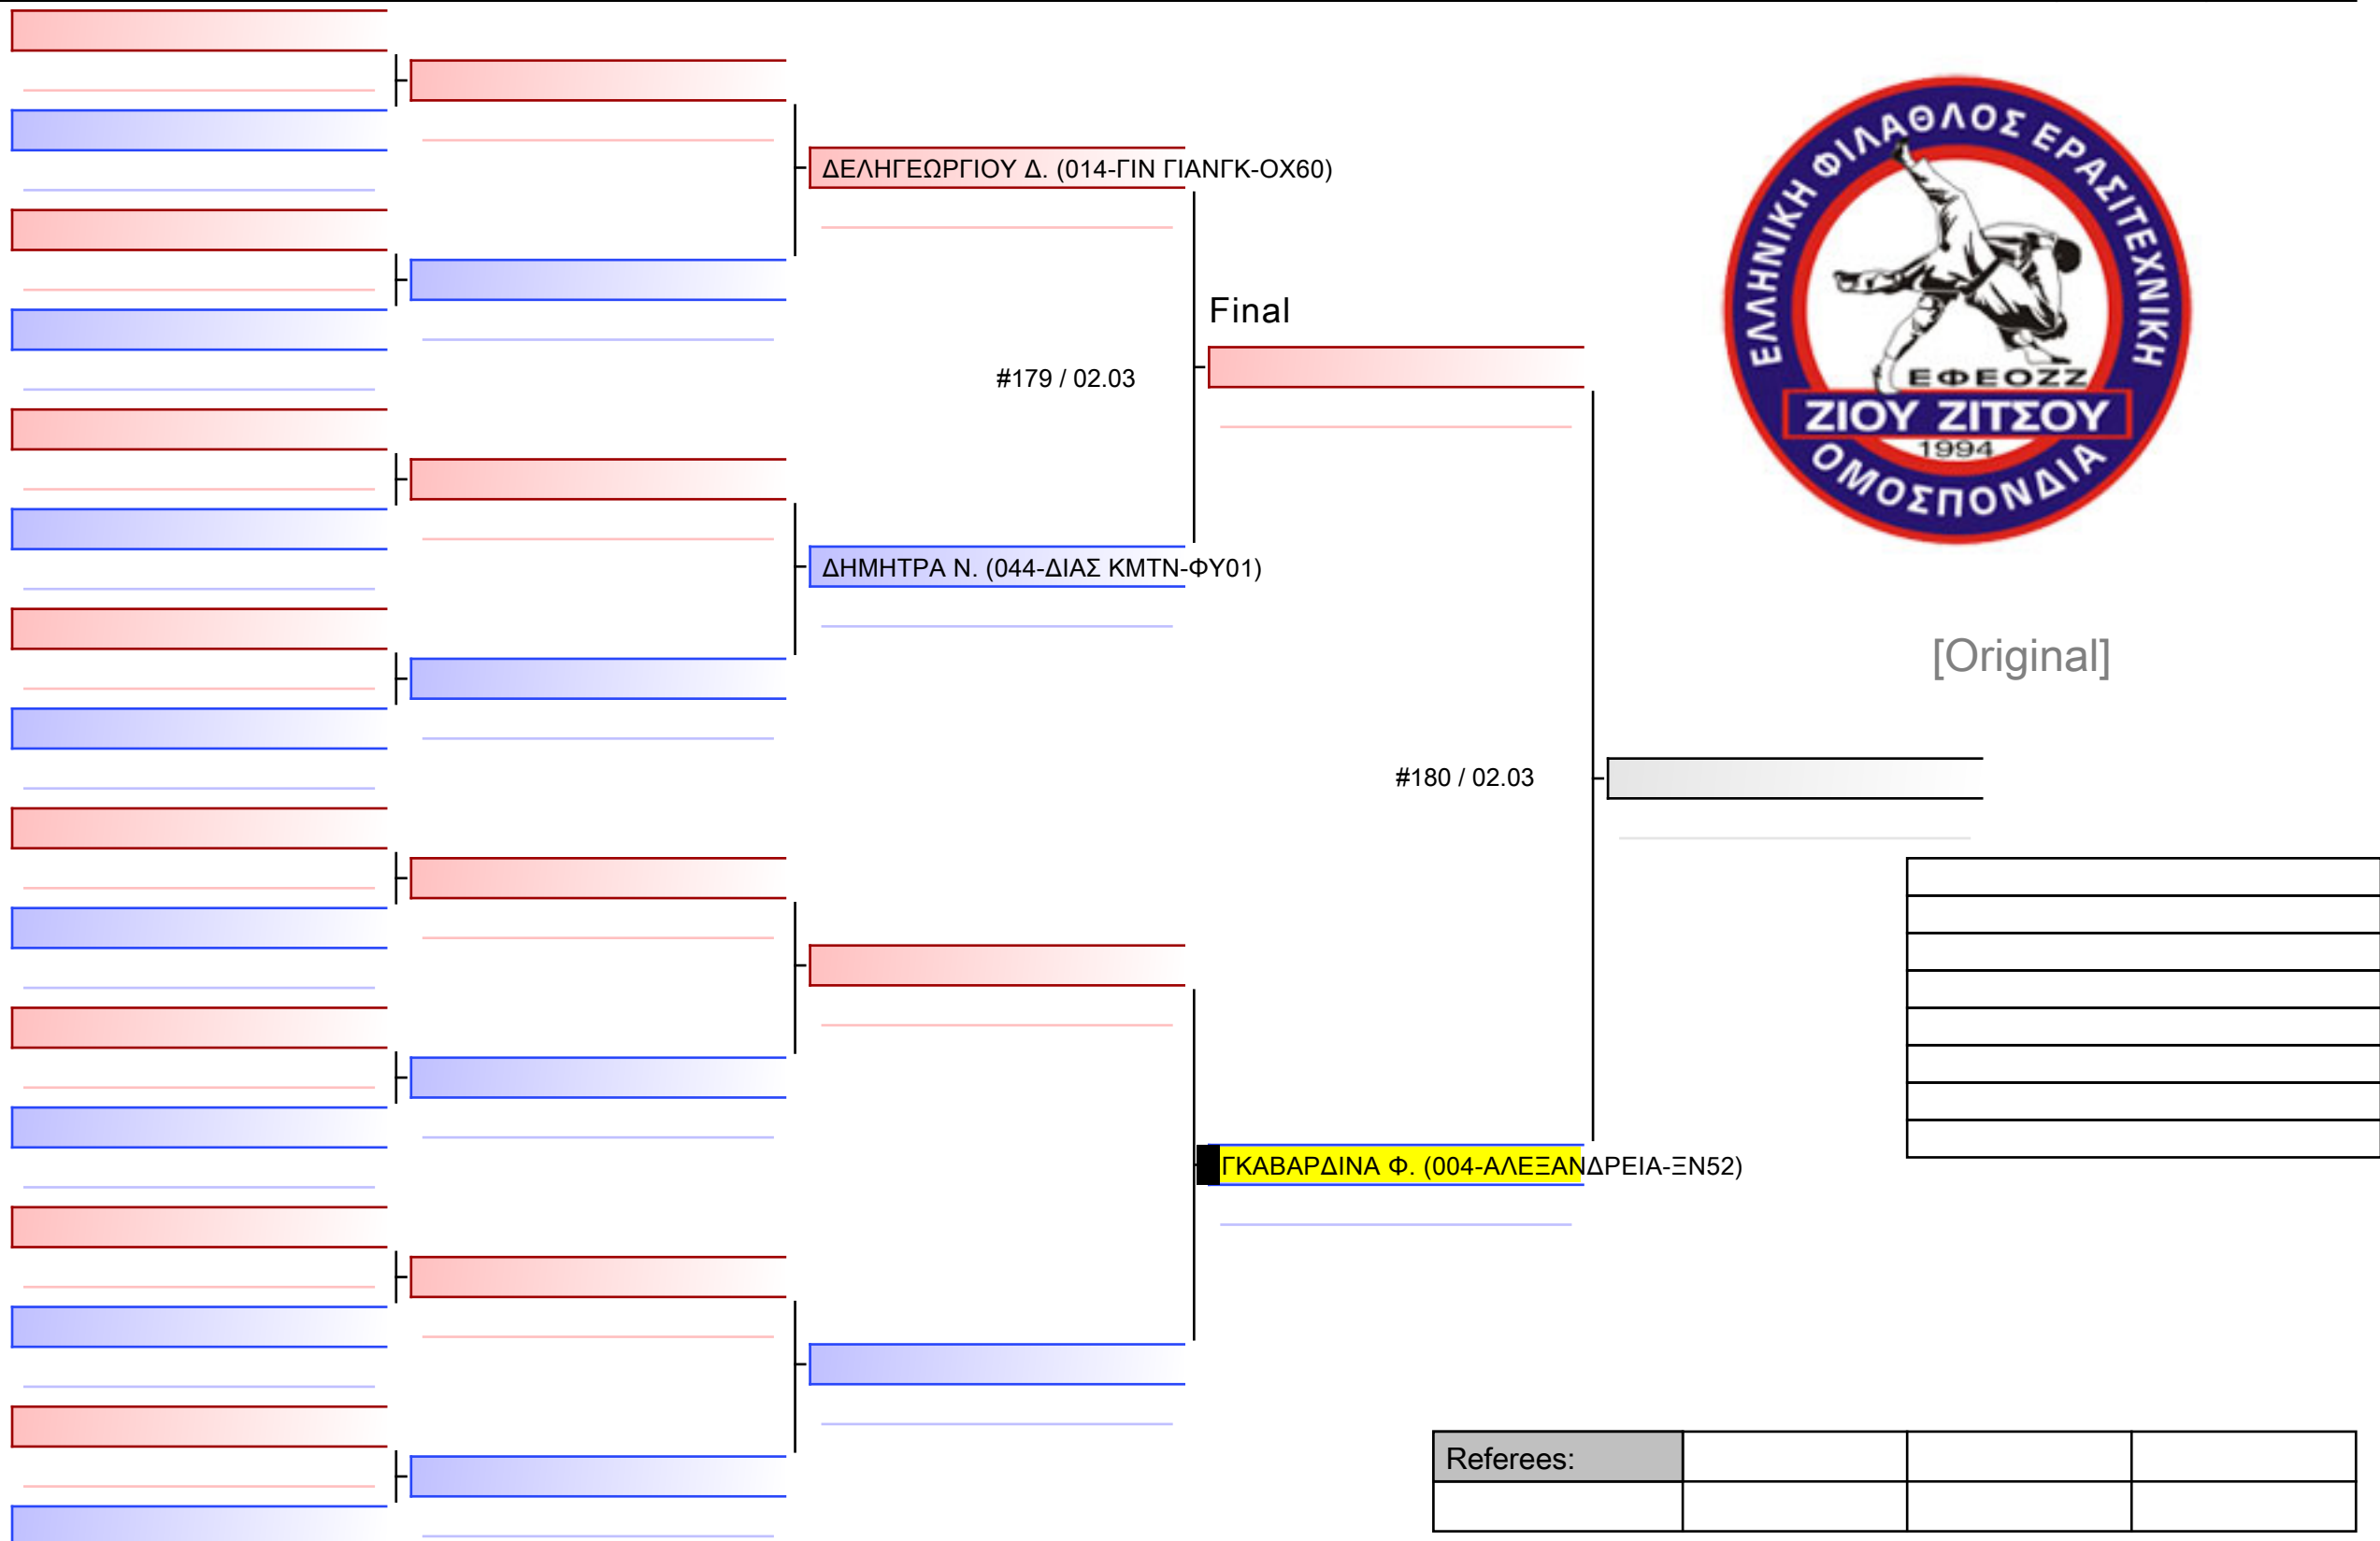 ΔΕΛΗΓΕΩΡΓΙΟΥ Δ. (014-ΓΙΝ ΓΙΑΝΓΚ-ΟΧ60)
Final
#179 / 02.03
ΔΗΜΗΤΡΑ Ν. (044-ΔΙΑΣ ΚΜΤΝ-ΦΥ01)
ΕΛΛΗΝΙΚΗ ΦΙΛΑΘΛΟΣ ΕΡΑΣΙΤΕΧΝΙΚΗ
ΕΦΕΟΖΖ
ΖΙΟΥ ΖΙΤΣΟΥ
1994
ΟΜΟΣΠΟΝΔΙΑ
[Original]
#180 / 02.03
ΓΚΑΒΑΡΔΙΝΑ Φ. (004-ΑΛΕΞΑΝΔΡΕΙΑ-ΞΝ52)
Referees: